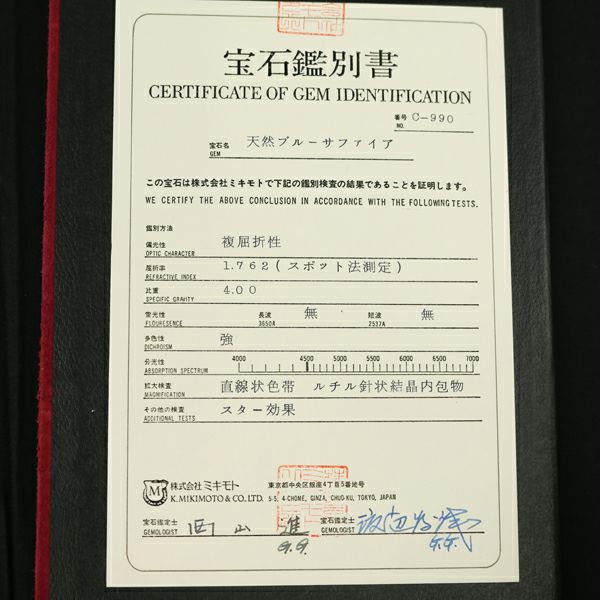 宝石鑑別書
CERTIFICATE OF GEM IDENTIFICATION
番号 C-990
NO.
宝石名 天然ブルーサファイア
GEM
この宝石は株式会社ミキモトで下記の鑑別検査の結果であることを証明します。
WE CERTIFY THE ABOVE CONCLUSION IN ACCORDANCE WITH THE FOLLOWING TESTS.
鑑別方法
偏光性 複屈折性
OPTIC CHARACTER
屈折率 1.762(スポット法測定)
REFRACTIVE INDEX
比重 4.00
SPECIFIC GRAVITY
蛍光性 長波 無 短波 無
FLOURESENCE 3650A 2537A
多色性 強
DICHROISM
分光性 4000 4500 5000 5500 6000 6500 7000
ABSORPTION SPECTRUM
拡大検査 直線状色帯 ルチル針状結晶内包物
MAGNIFICATION
その他の検査 スター効果
ADDITIONAL TESTS
M 株式会社 ミキモト 東京都中央区銀座4丁目5番地号
K. MIKIMOTO & CO., LTD. 5-5, 4-CHOME, GINZA, CHUO-KU, TOKYO, JAPAN
宝石鑑定士 西山進 宝石鑑定士
GEMOLOGIST G.G. GEMOLOGIST G.G.